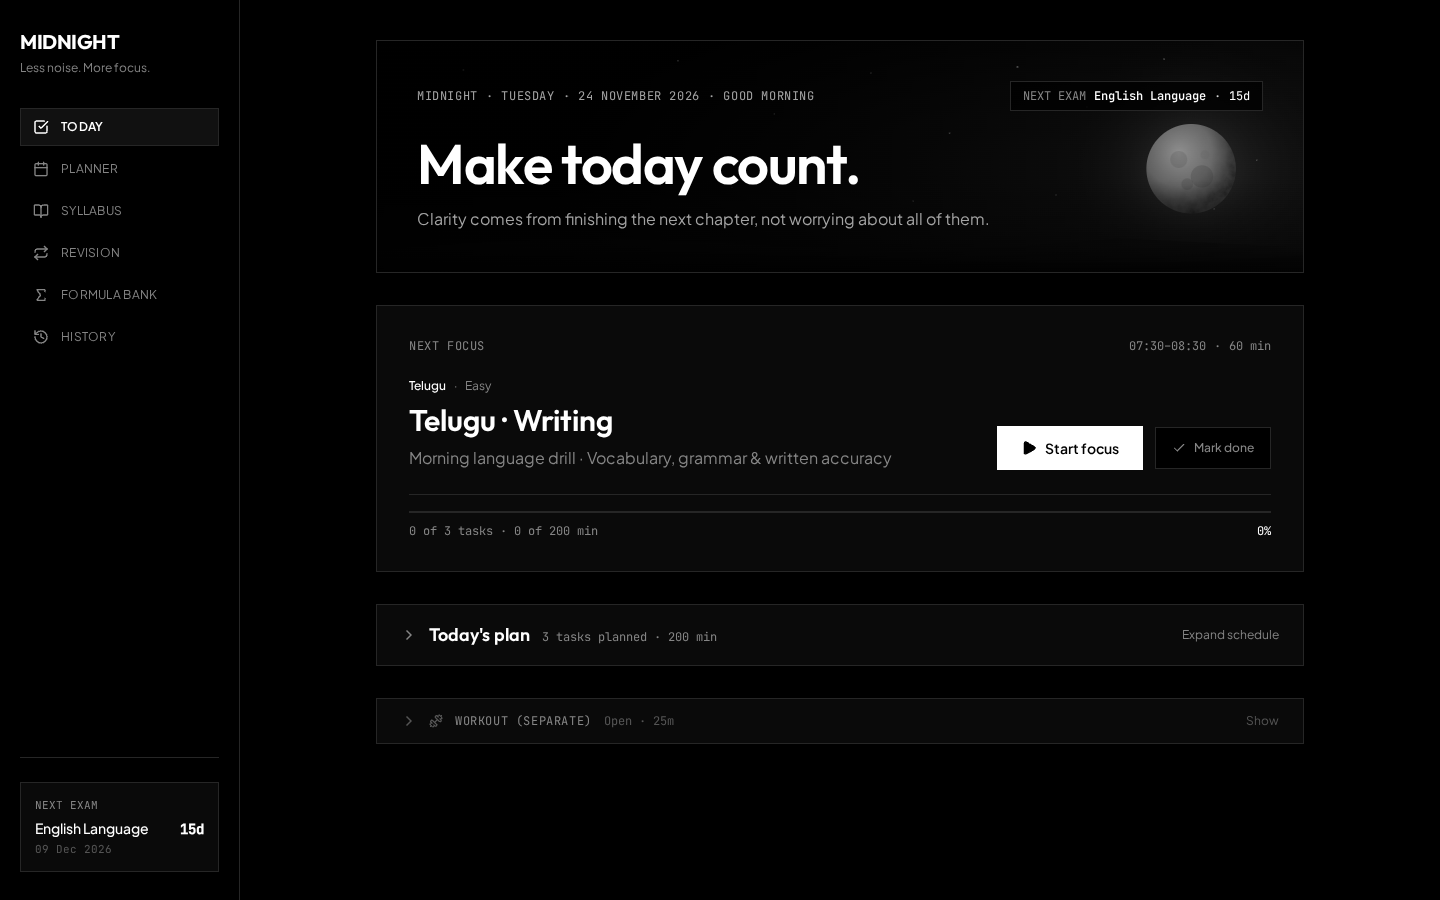 MIDNIGHT
Less noise. More focus.
TODAY
PLANNER
SYLLABUS
REVISION
FORMULA BANK
HISTORY
NEXT EXAM
English Language 15d
09 Dec 2026
MIDNIGHT · TUESDAY · 24 NOVEMBER 2026 · GOOD MORNING
NEXT EXAM English Language · 15d
Make today count.
Clarity comes from finishing the next chapter, not worrying about all of them.
NEXT FOCUS
07:30–08:30 · 60 min
Telugu · Easy
Telugu · Writing
Morning language drill · Vocabulary, grammar & written accuracy
Start focus
Mark done
0 of 3 tasks · 0 of 200 min
0%
Today's plan 3 tasks planned · 200 min
Expand schedule
WORKOUT (SEPARATE) Open · 25m
Show